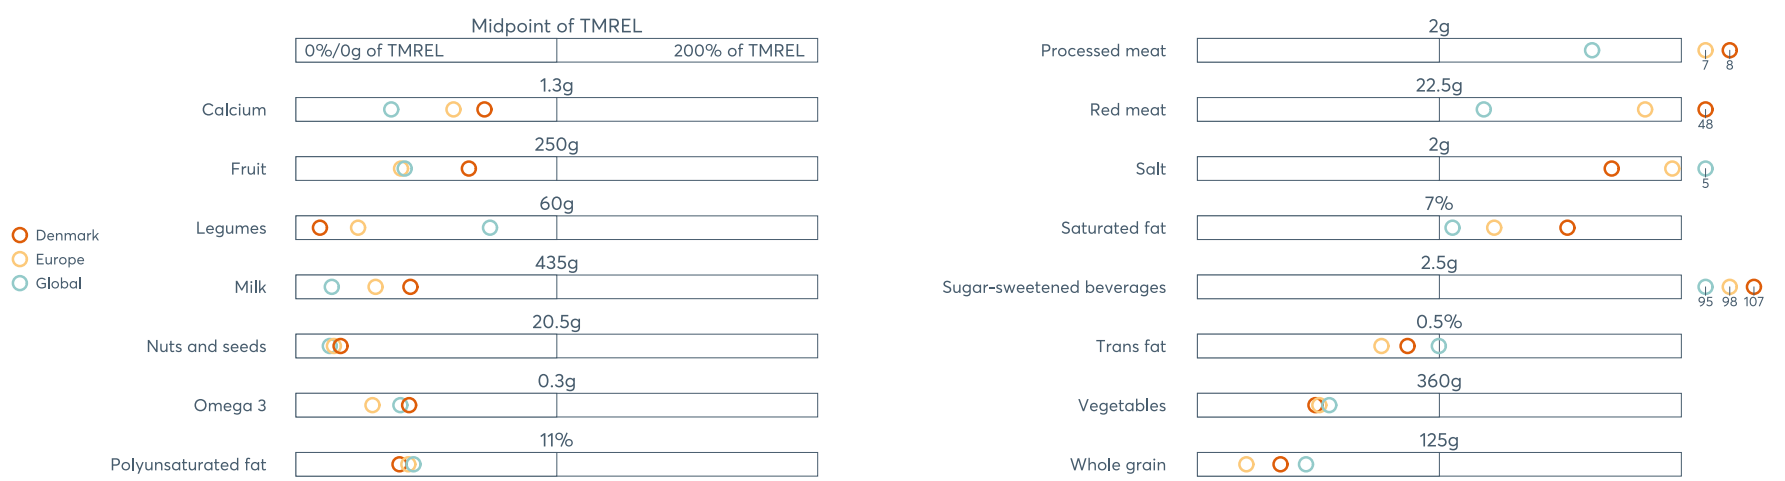 Midpoint of TMREL
0%/0g of TMREL 200% of TMREL
1.3g
Calcium
250g
Fruit
60g
Legumes
435g
Milk
20.5g
Nuts and seeds
0.3g
Omega 3
11%
Polyunsaturated fat
Denmark
Europe
Global
2g
Processed meat
7 8
22.5g
Red meat
48
2g
Salt
5
7%
Saturated fat
2.5g
Sugar-sweetened beverages
95 98 107
0.5%
Trans fat
360g
Vegetables
125g
Whole grain